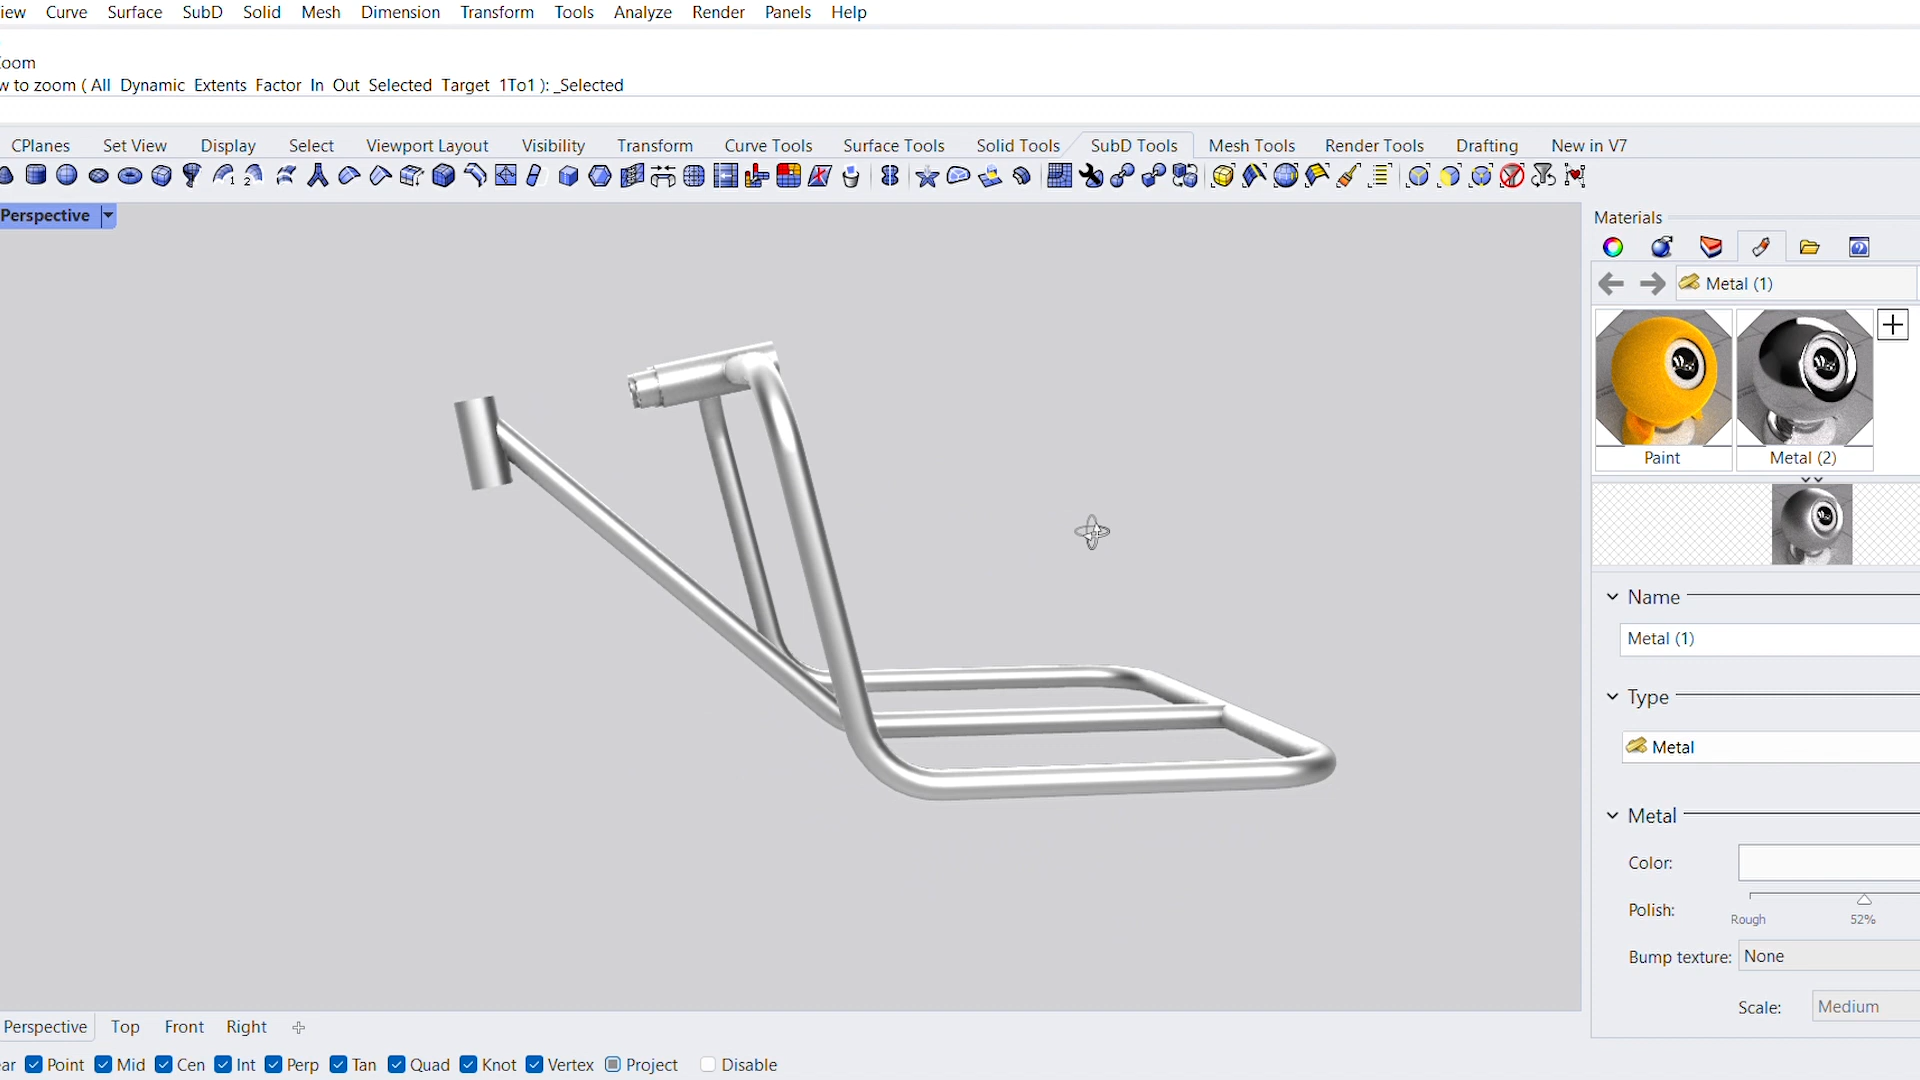 iew Curve Surface SubD Solid Mesh Dimension Transform Tools Analyze Render Panels Help
Zoom
w to zoom ( All Dynamic Extents Factor In Out Selected Target 1To1 ): _Selected
CPlanes Set View Display Select Viewport Layout Visibility Transform Curve Tools Surface Tools Solid Tools SubD Tools Mesh Tools Render Tools Drafting New in V7
Perspective
Materials
Metal (1)
Paint Metal (2)
Name
Metal (1)
Type
Metal
Metal
Color:
Polish:
Rough 52%
Bump texture: None
Scale: Medium
Perspective Top Front Right
ar Point Mid Cen Int Perp Tan Quad Knot Vertex Project Disable